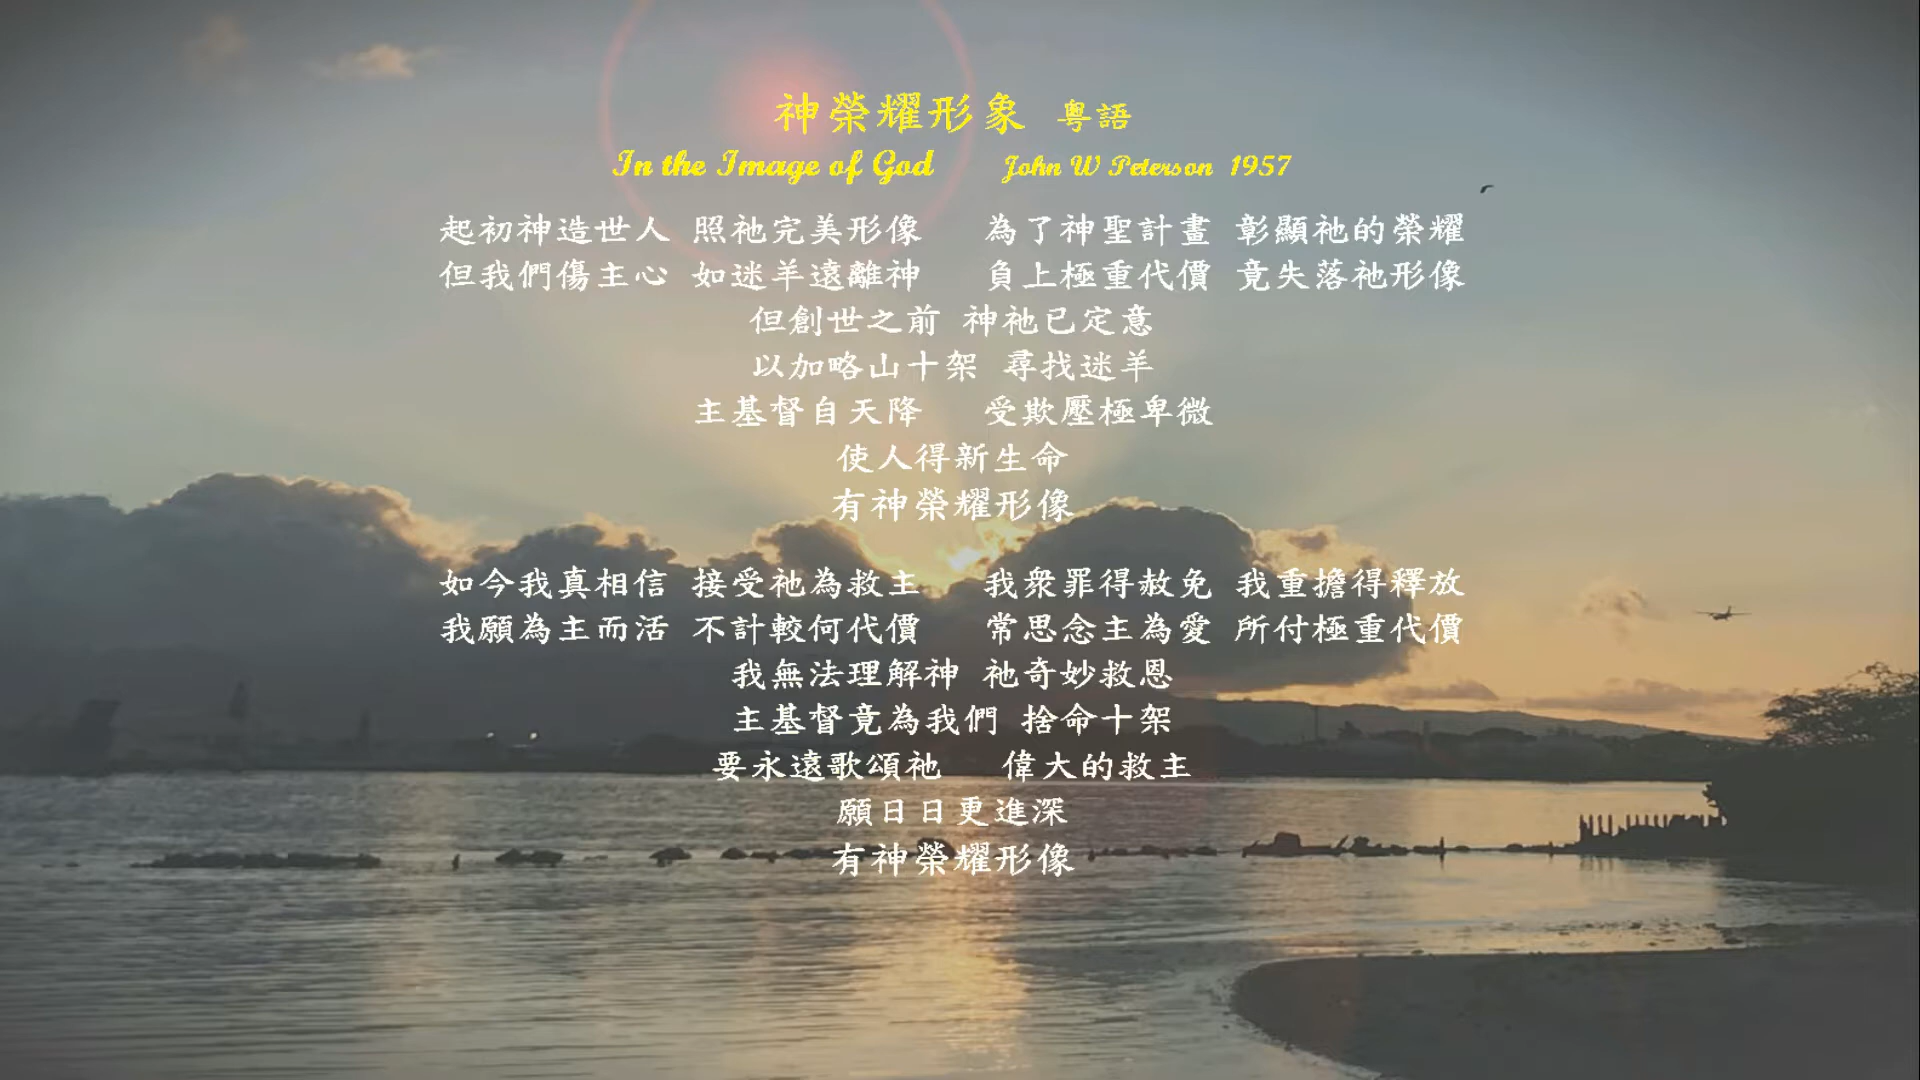 神榮耀形象 粵語
In the Image of God John W Peterson 1957
起初神造世人 照祂完美形像 為了神聖計畫 彰顯祂的榮耀
但我們傷主心 如迷羊遠離神 負上極重代價 竟失落祂形像
但創世之前 神祂已定意
以加略山十架 尋找迷羊
主基督自天降 受欺壓極卑微
使人得新生命
有神榮耀形像
如今我真相信 接受祂為救主 我衆罪得赦免 我重擔得釋放
我願為主而活 不計較何代價 常思念主為愛 所付極重代價
我無法理解神 祂奇妙救恩
主基督竟為我們 捨命十架
要永遠歌頌祂 偉大的救主
願日日更進深
有神榮耀形像